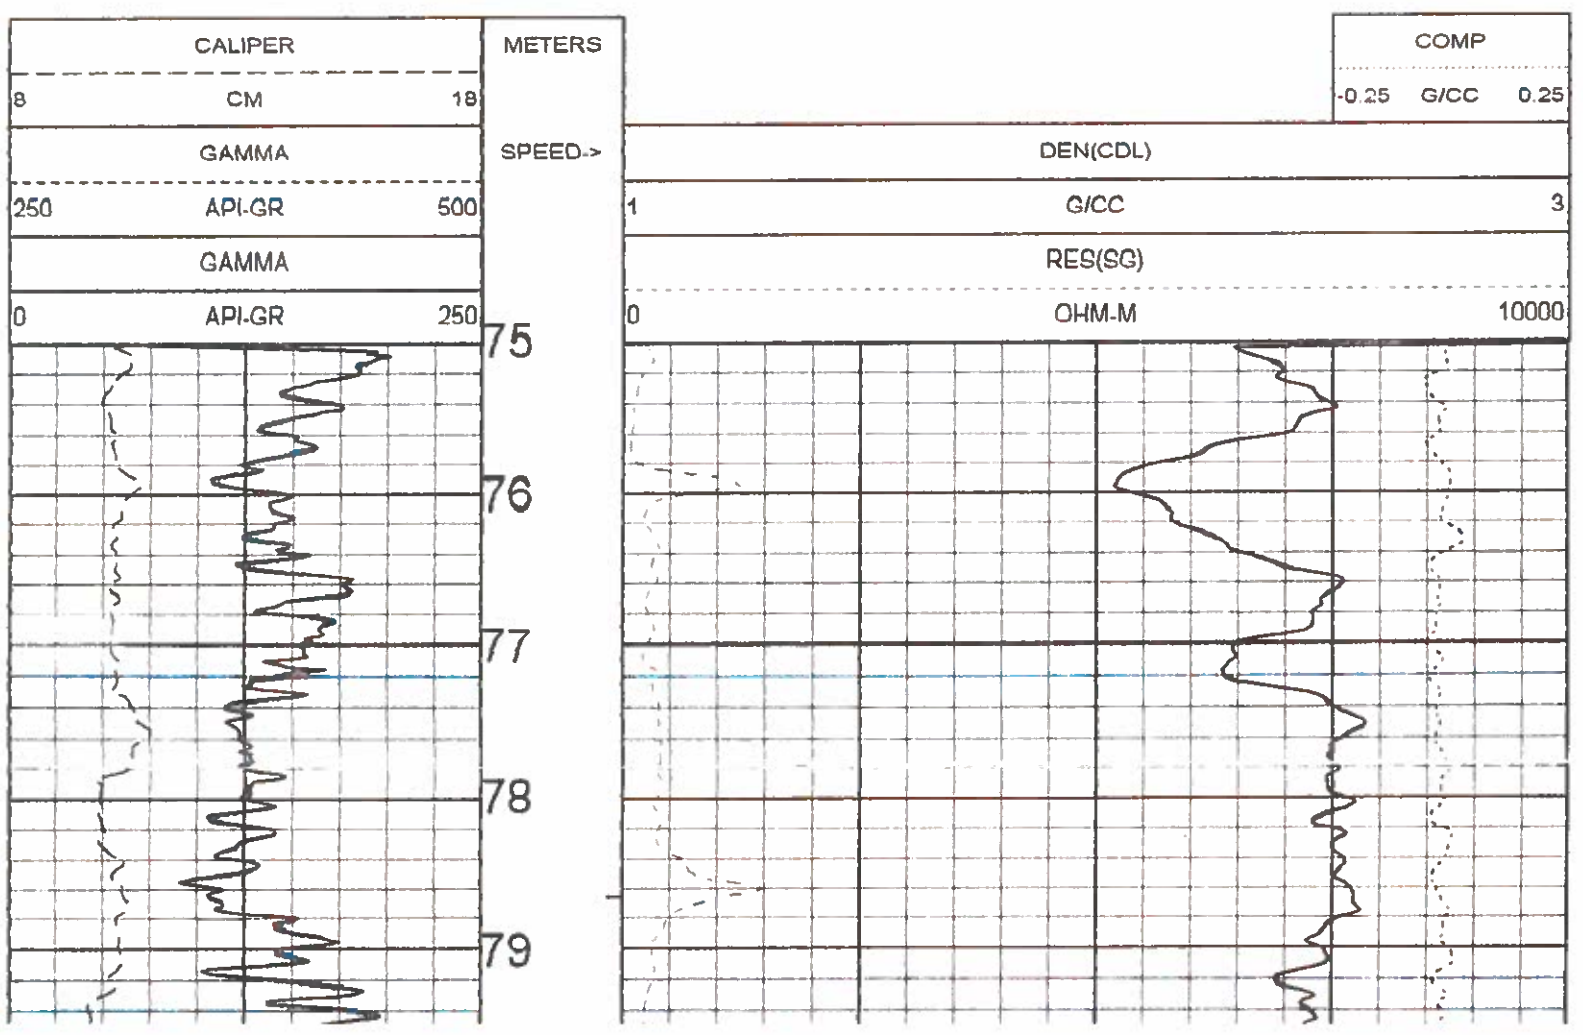 CALIPER METERS COMP
8 CM 18 -0.25 G/CC 0.25
GAMMA SPEED-> DEN(CDL)
250 API-GR 500 1 G/CC 3
GAMMA RES(SG)
0 API-GR 250 0 OHM-M 10000
75
76
77
78
79